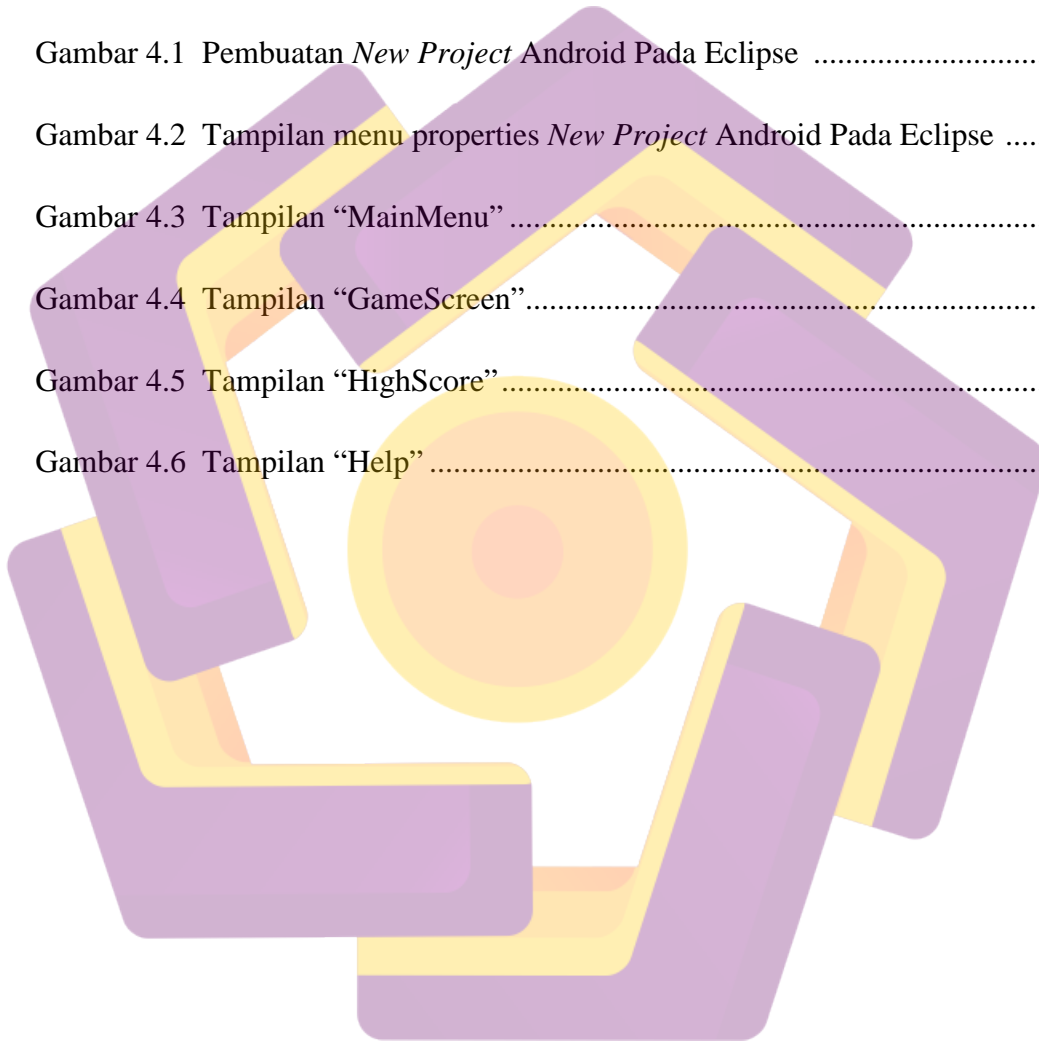 Gambar 4.1  Pembuatan New Project Android Pada Eclipse ...........................
Gambar 4.2  Tampilan menu properties New Project Android Pada Eclipse ....
Gambar 4.3  Tampilan “MainMenu” ................................................................
Gambar 4.4  Tampilan “GameScreen”..............................................................
Gambar 4.5  Tampilan “HighScore” .................................................................
Gambar 4.6  Tampilan “Help” ..........................................................................